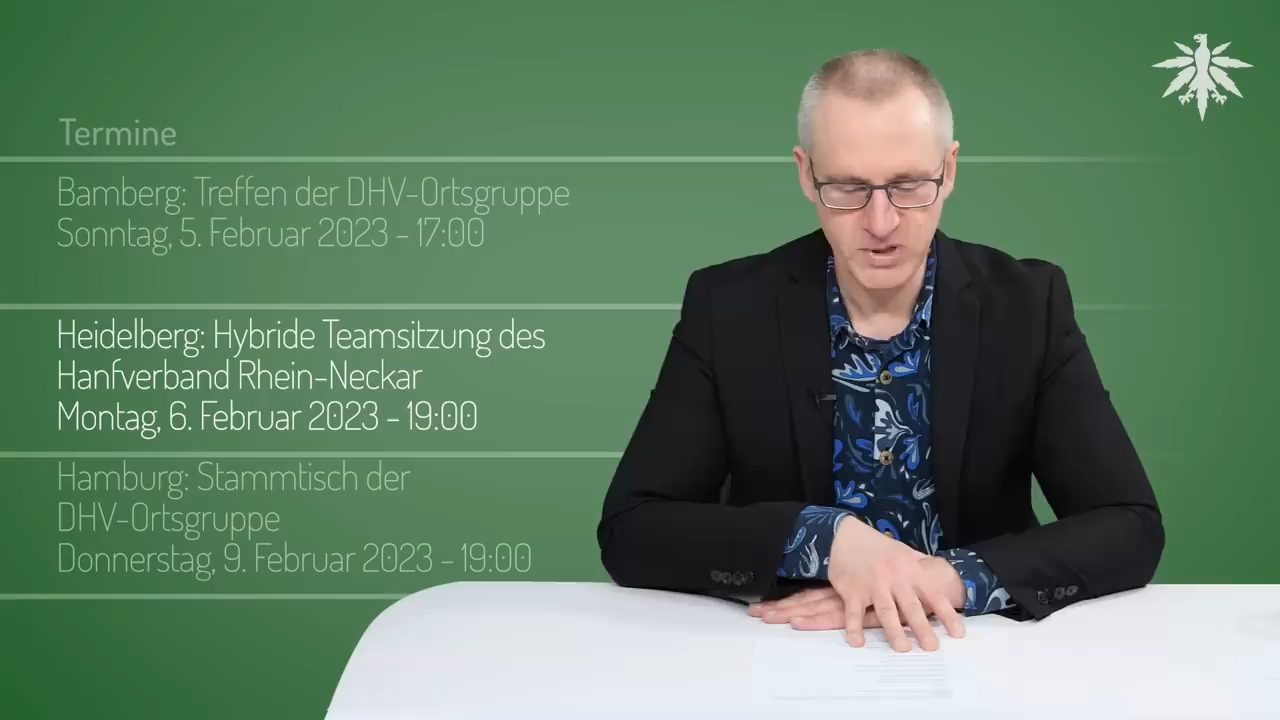 Termine
Bamberg: Treffen der DHV-Ortsgruppe
Sonntag, 5. Februar 2023 - 17:00
Heidelberg: Hybride Teamsitzung des
Hanfverband Rhein-Neckar
Montag, 6. Februar 2023 - 19:00
Hamburg: Stammtisch der
DHV-Ortsgruppe
Donnerstag, 9. Februar 2023 - 19:00